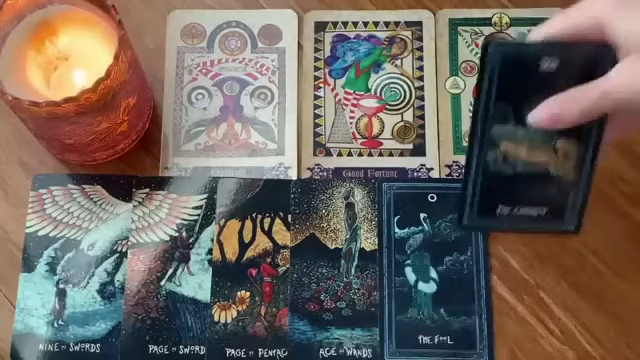 Good Fortune
NINE OF SWORDS
PAGE OF SWORD
PAGE OF PENTAC
ACE OF WANDS
THE FOOL
THE CHARIOT